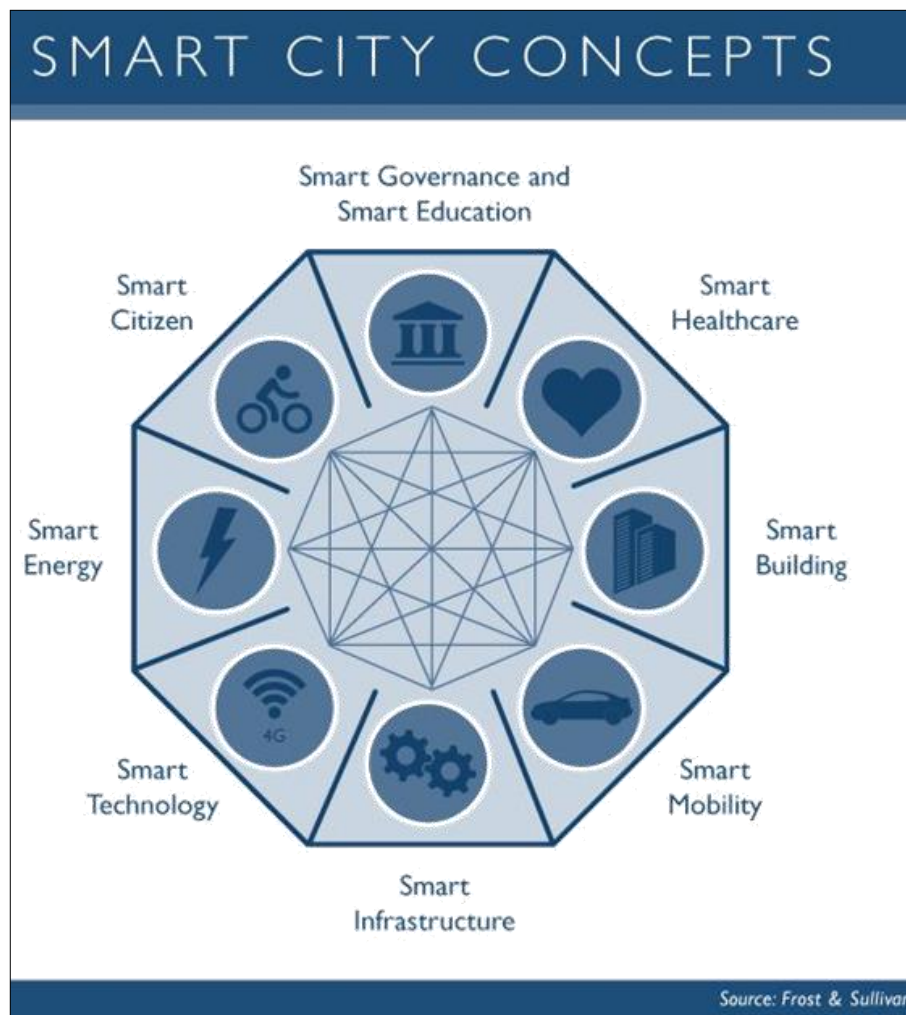 SMART CITY CONCEPTS
Smart Governance and
Smart Education
Smart
Citizen
Smart
Healthcare
Smart
Energy
Smart
Building
4G
Smart
Technology
Smart
Mobility
Smart
Infrastructure
Source: Frost & Sullivan